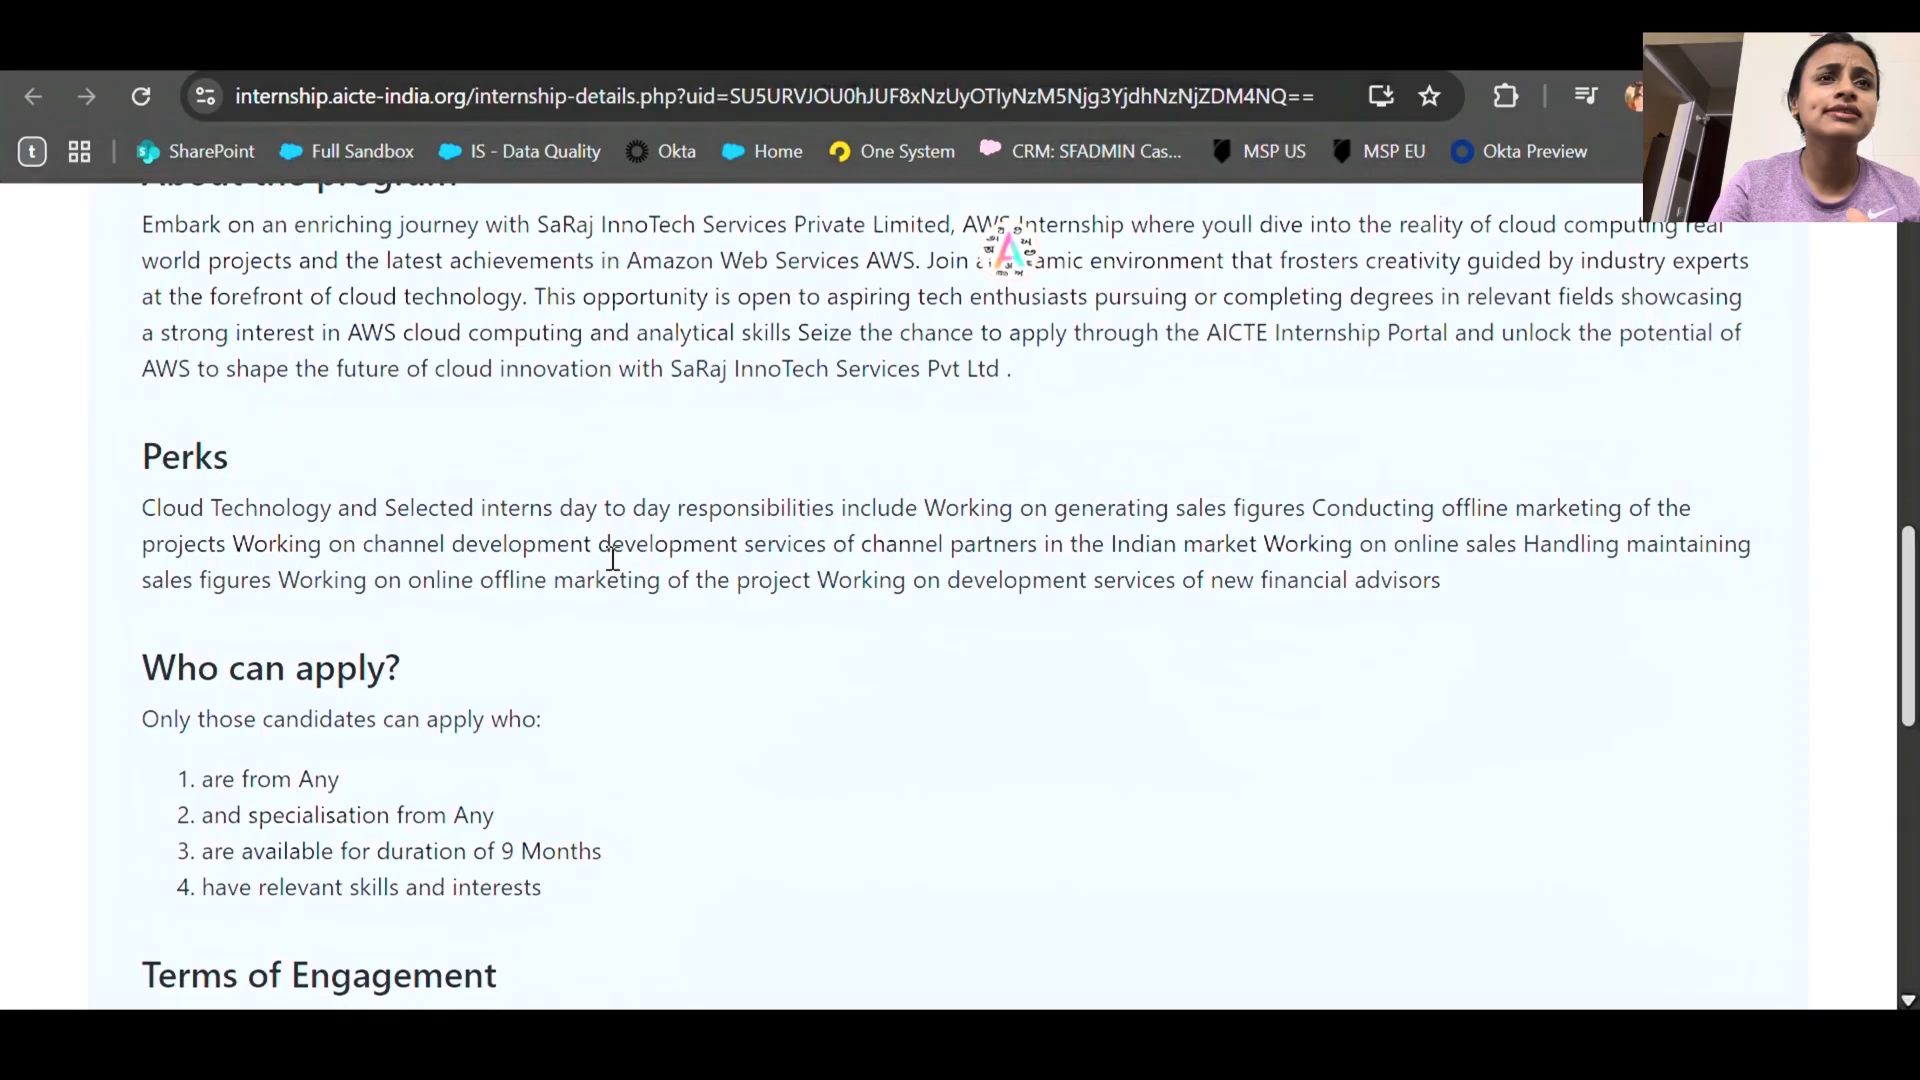 internship.aicte-india.org/internship-details.php?uid=SU5URVJOU0hJUF8xNzUyOTIyNzM5Njg3YjdhNzNjZDM4NQ==
t SharePoint Full Sandbox IS - Data Quality Okta Home One System CRM: SFADMIN Cas... MSP US MSP EU Okta Preview
About the program
Embark on an enriching journey with SaRaj InnoTech Services Private Limited, AWS Internship where youll dive into the reality of cloud computing real
world projects and the latest achievements in Amazon Web Services AWS. Join amic environment that frosters creativity guided by industry experts
at the forefront of cloud technology. This opportunity is open to aspiring tech enthusiasts pursuing or completing degrees in relevant fields showcasing
a strong interest in AWS cloud computing and analytical skills Seize the chance to apply through the AICTE Internship Portal and unlock the potential of
AWS to shape the future of cloud innovation with SaRaj InnoTech Services Pvt Ltd .
Perks
Cloud Technology and Selected interns day to day responsibilities include Working on generating sales figures Conducting offline marketing of the
projects Working on channel development development services of channel partners in the Indian market Working on online sales Handling maintaining
sales figures Working on online offline marketing of the project Working on development services of new financial advisors
Who can apply?
Only those candidates can apply who:
1. are from Any
2. and specialisation from Any
3. are available for duration of 9 Months
4. have relevant skills and interests
Terms of Engagement